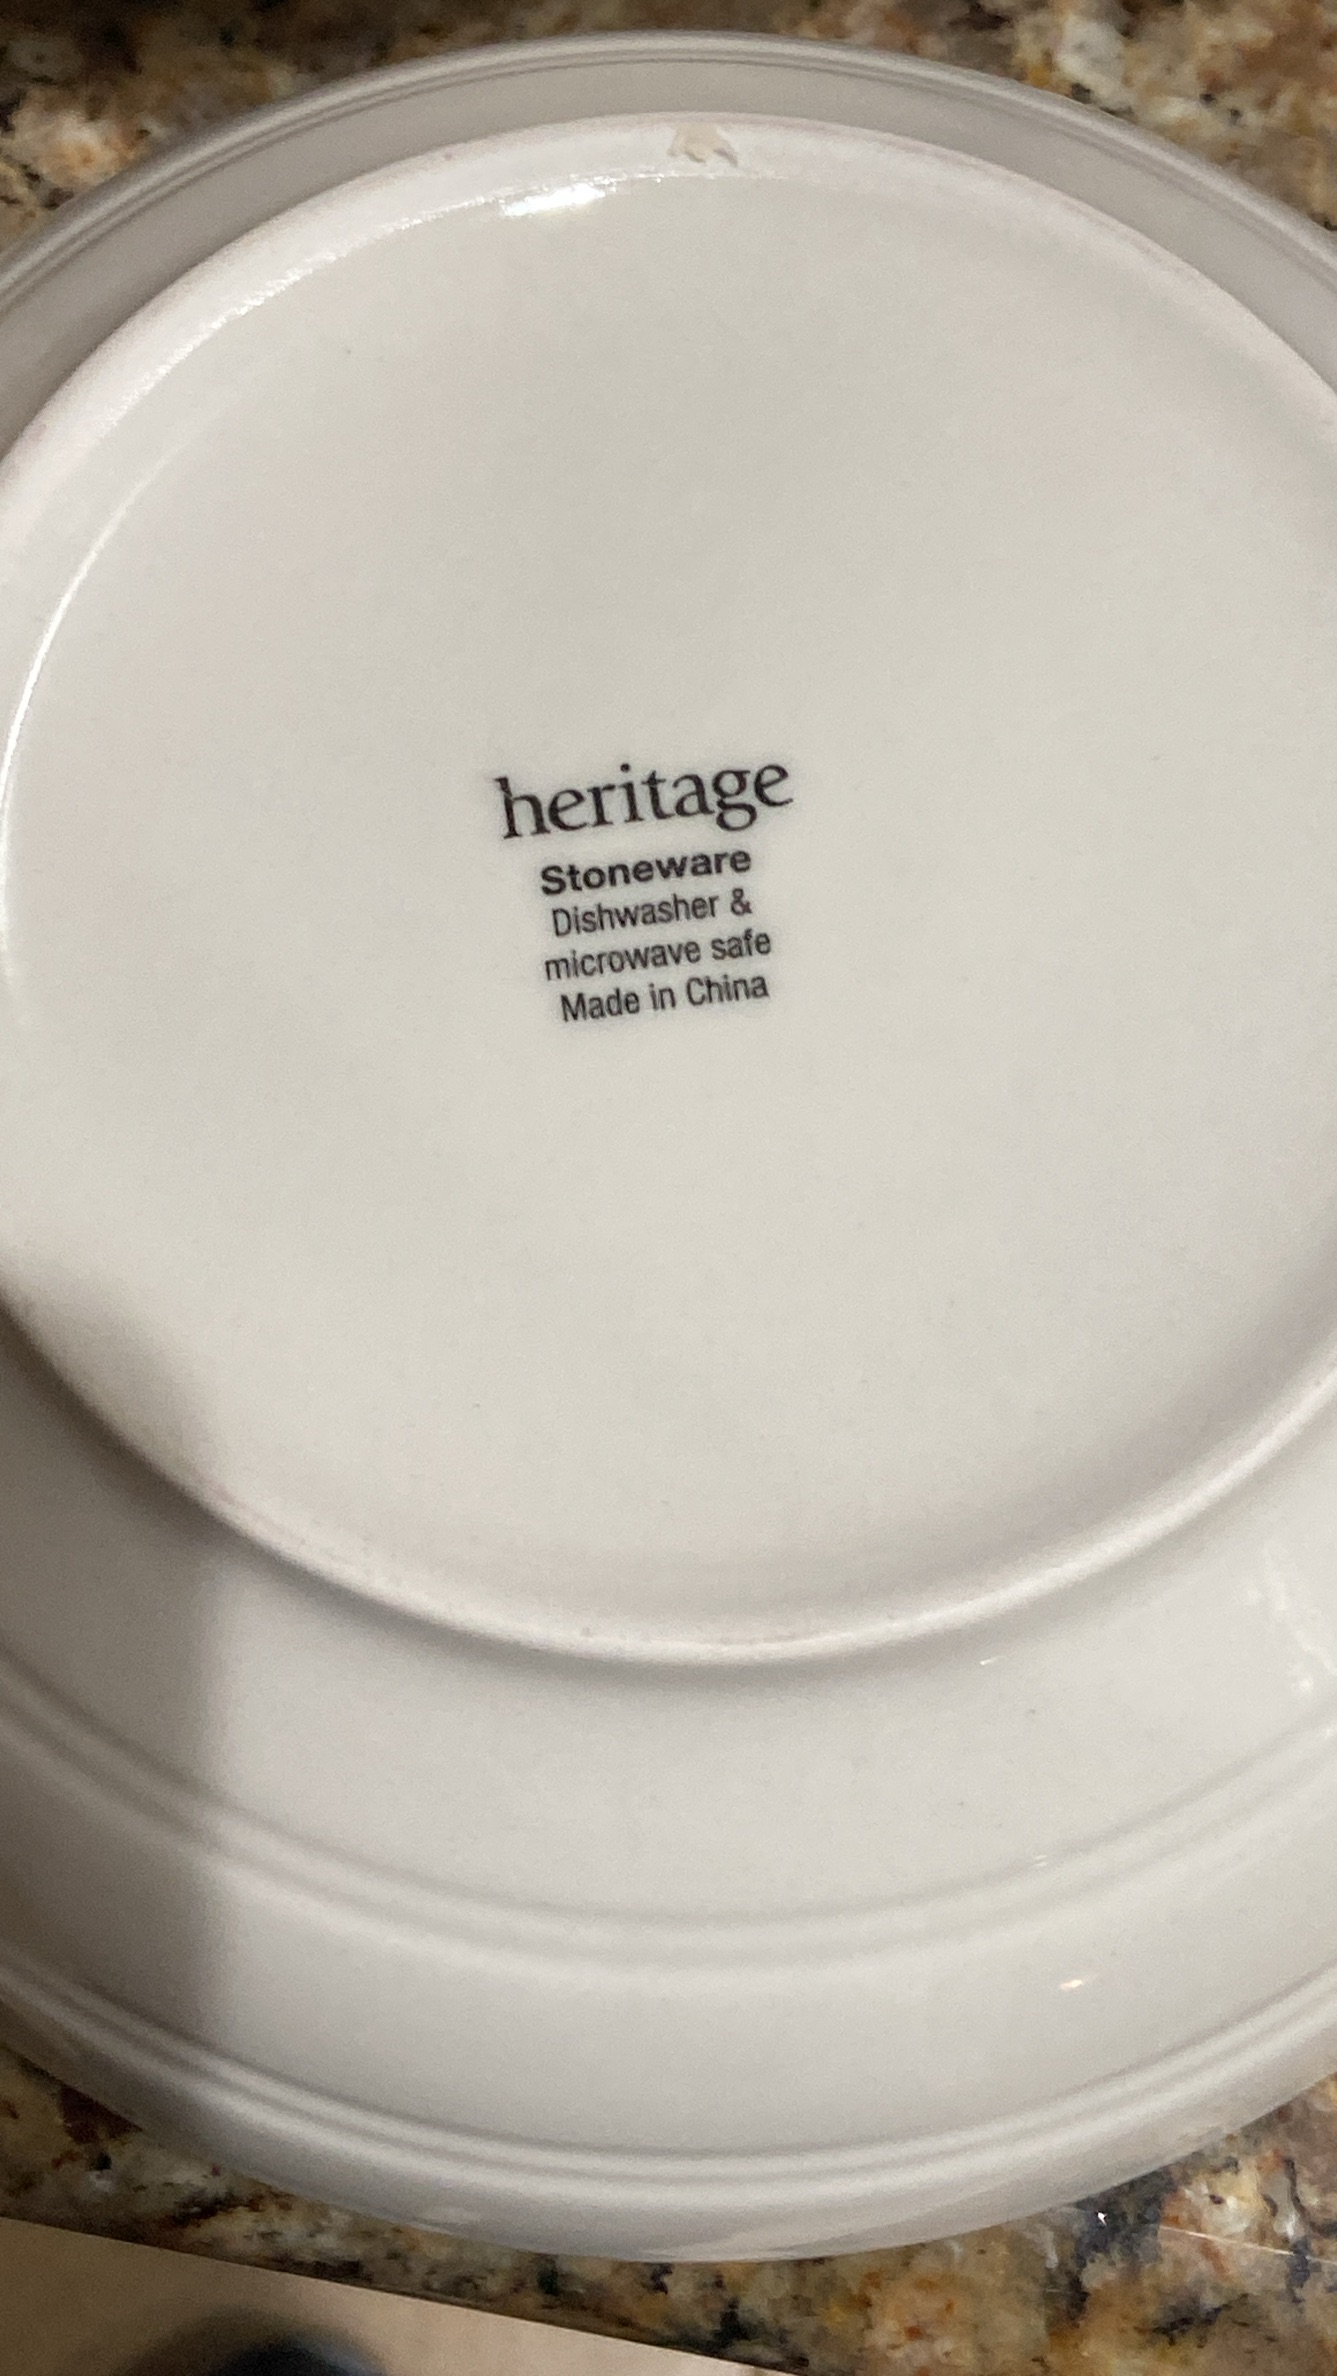 heritage
Stoneware
Dishwasher &
microwave safe
Made in China